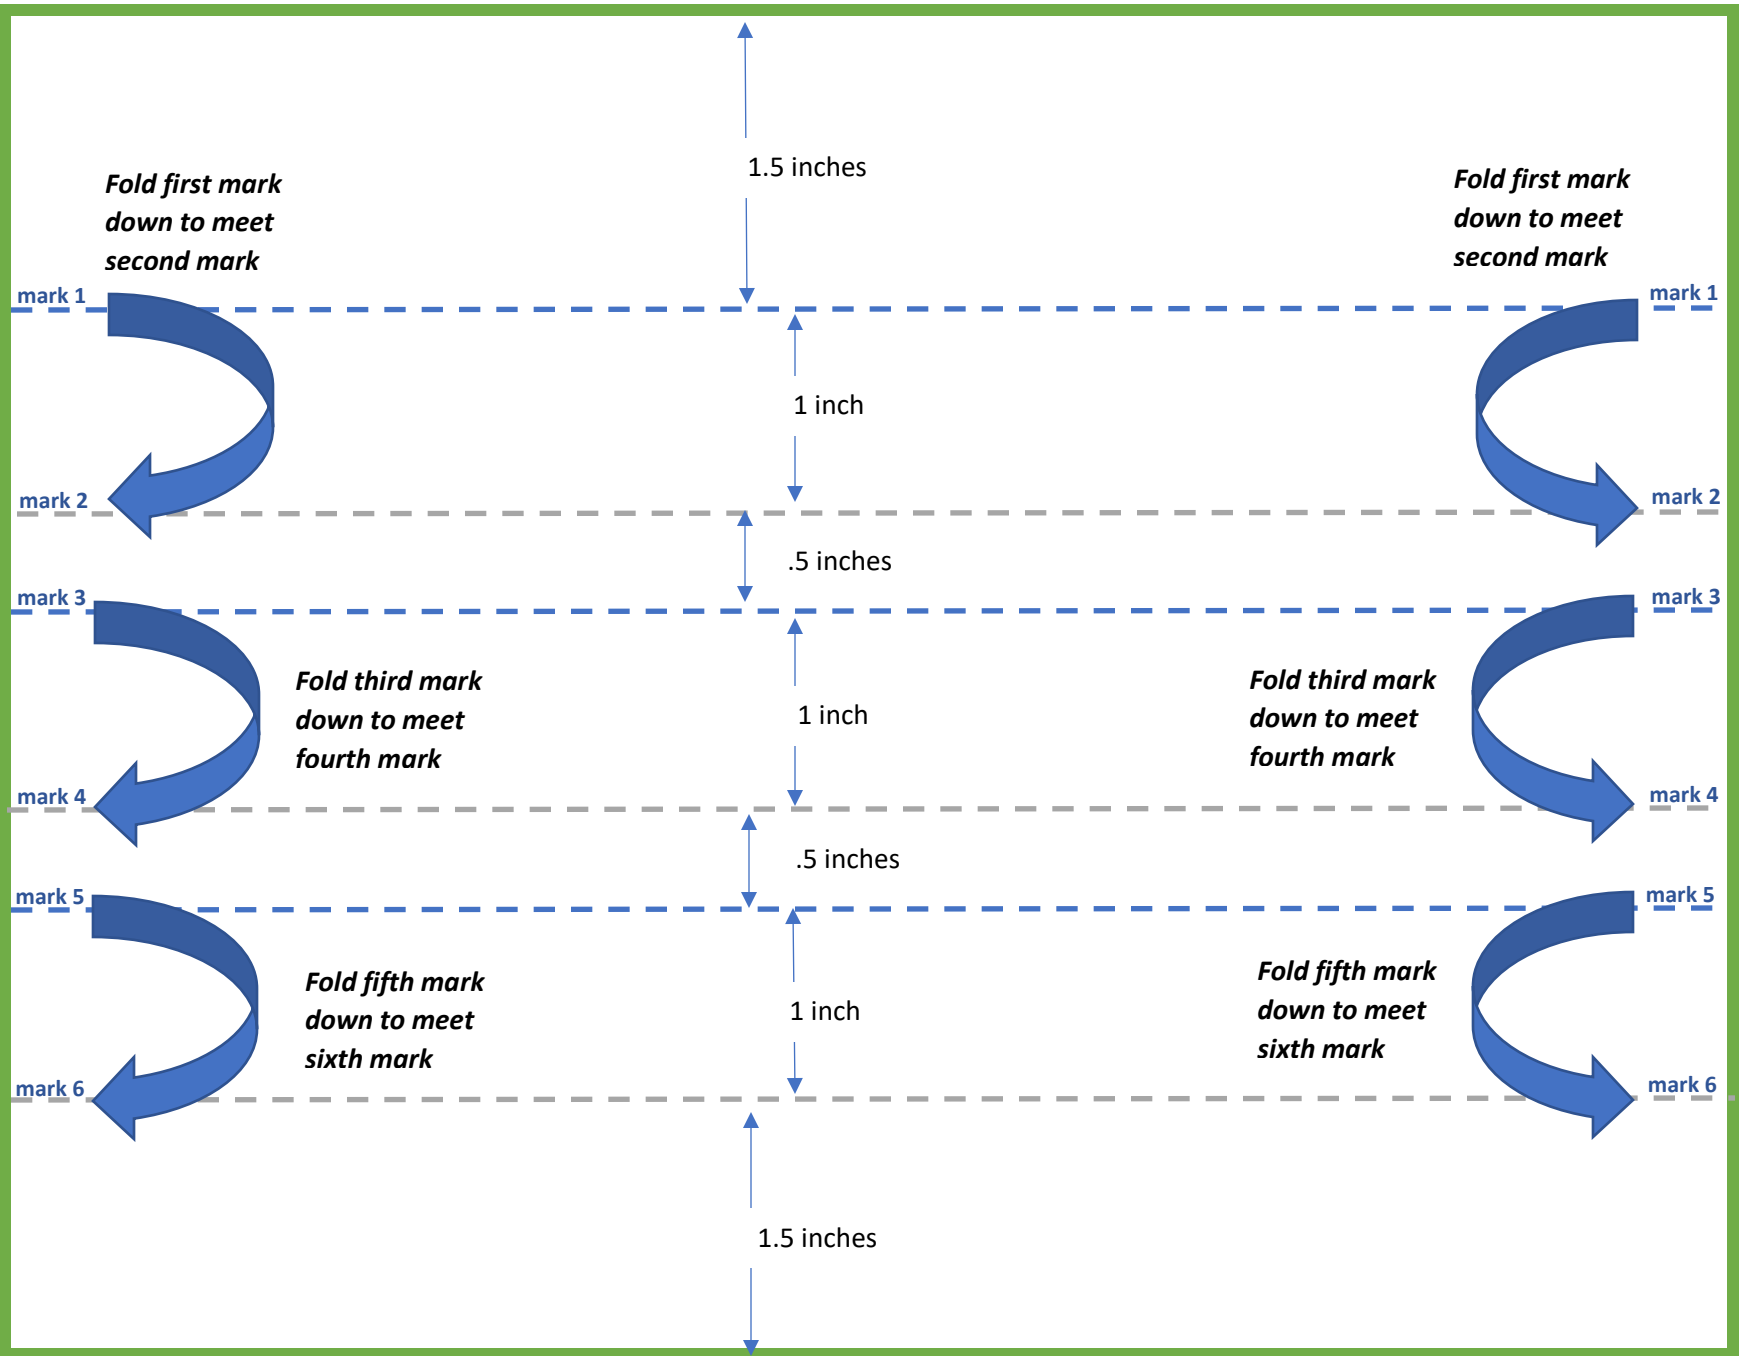 1.5 inches
Fold first mark
down to meet
second mark
Fold first mark
down to meet
second mark
mark 1
mark 1
1 inch
mark 2
mark 2
.5 inches
mark 3
mark 3
Fold third mark
down to meet
fourth mark
1 inch
Fold third mark
down to meet
fourth mark
mark 4
mark 4
.5 inches
mark 5
mark 5
Fold fifth mark
down to meet
sixth mark
1 inch
Fold fifth mark
down to meet
sixth mark
mark 6
mark 6
1.5 inches